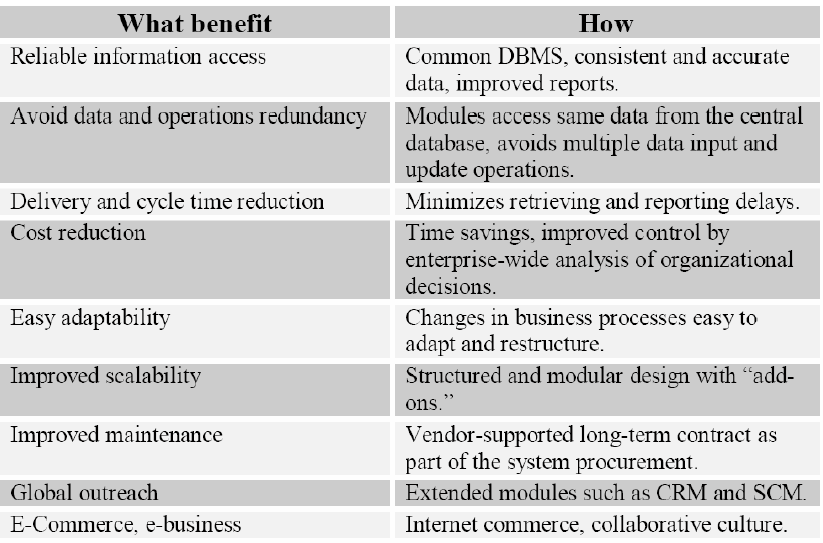 What benefit How
Reliable information access Common DBMS, consistent and accurate
data, improved reports.
Avoid data and operations redundancy Modules access same data from the central
database, avoids multiple data input and
update operations.
Delivery and cycle time reduction Minimizes retrieving and reporting delays.
Cost reduction Time savings, improved control by
enterprise-wide analysis of organizational
decisions.
Easy adaptability Changes in business processes easy to
adapt and restructure.
Improved scalability Structured and modular design with “add-
ons.”
Improved maintenance Vendor-supported long-term contract as
part of the system procurement.
Global outreach Extended modules such as CRM and SCM.
E-Commerce, e-business Internet commerce, collaborative culture.